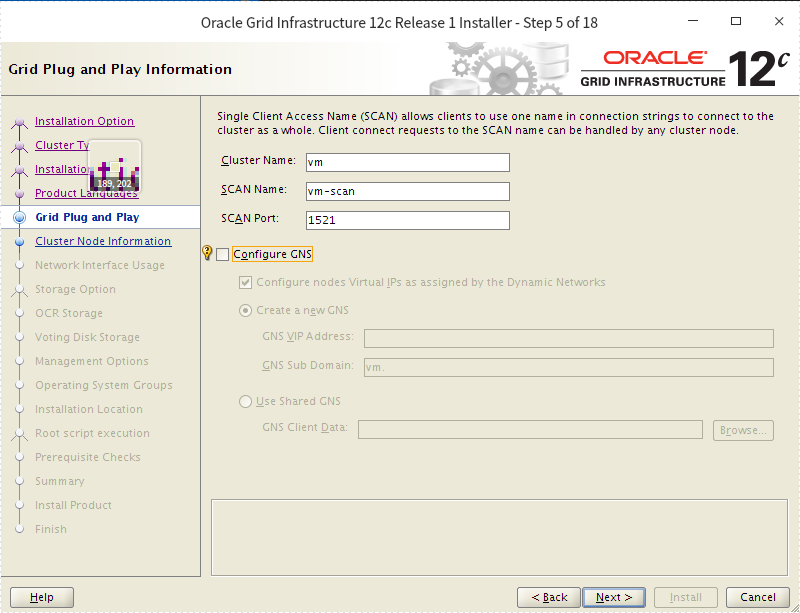 Oracle Grid Infrastructure 12c Release 1 Installer - Step 5 of 18
Grid Plug and Play Information
ORACLE
GRID INFRASTRUCTURE
12c
Installation Option
Cluster Ty
Installatio
Product Languages
Grid Plug and Play
Cluster Node Information
Network Interface Usage
Storage Option
OCR Storage
Voting Disk Storage
Management Options
Operating System Groups
Installation Location
Root script execution
Prerequisite Checks
Summary
Install Product
Finish
189, 202
Single Client Access Name (SCAN) allows clients to use one name in connection strings to connect to the
cluster as a whole. Client connect requests to the SCAN name can be handled by any cluster node.
Cluster Name: vm
SCAN Name: vm-scan
SCAN Port: 1521
Configure GNS
Configure nodes Virtual IPs as assigned by the Dynamic Networks
Create a new GNS
GNS VIP Address:
GNS Sub Domain: vm.
Use Shared GNS
GNS Client Data: Browse...
Help < Back Next > Install Cancel